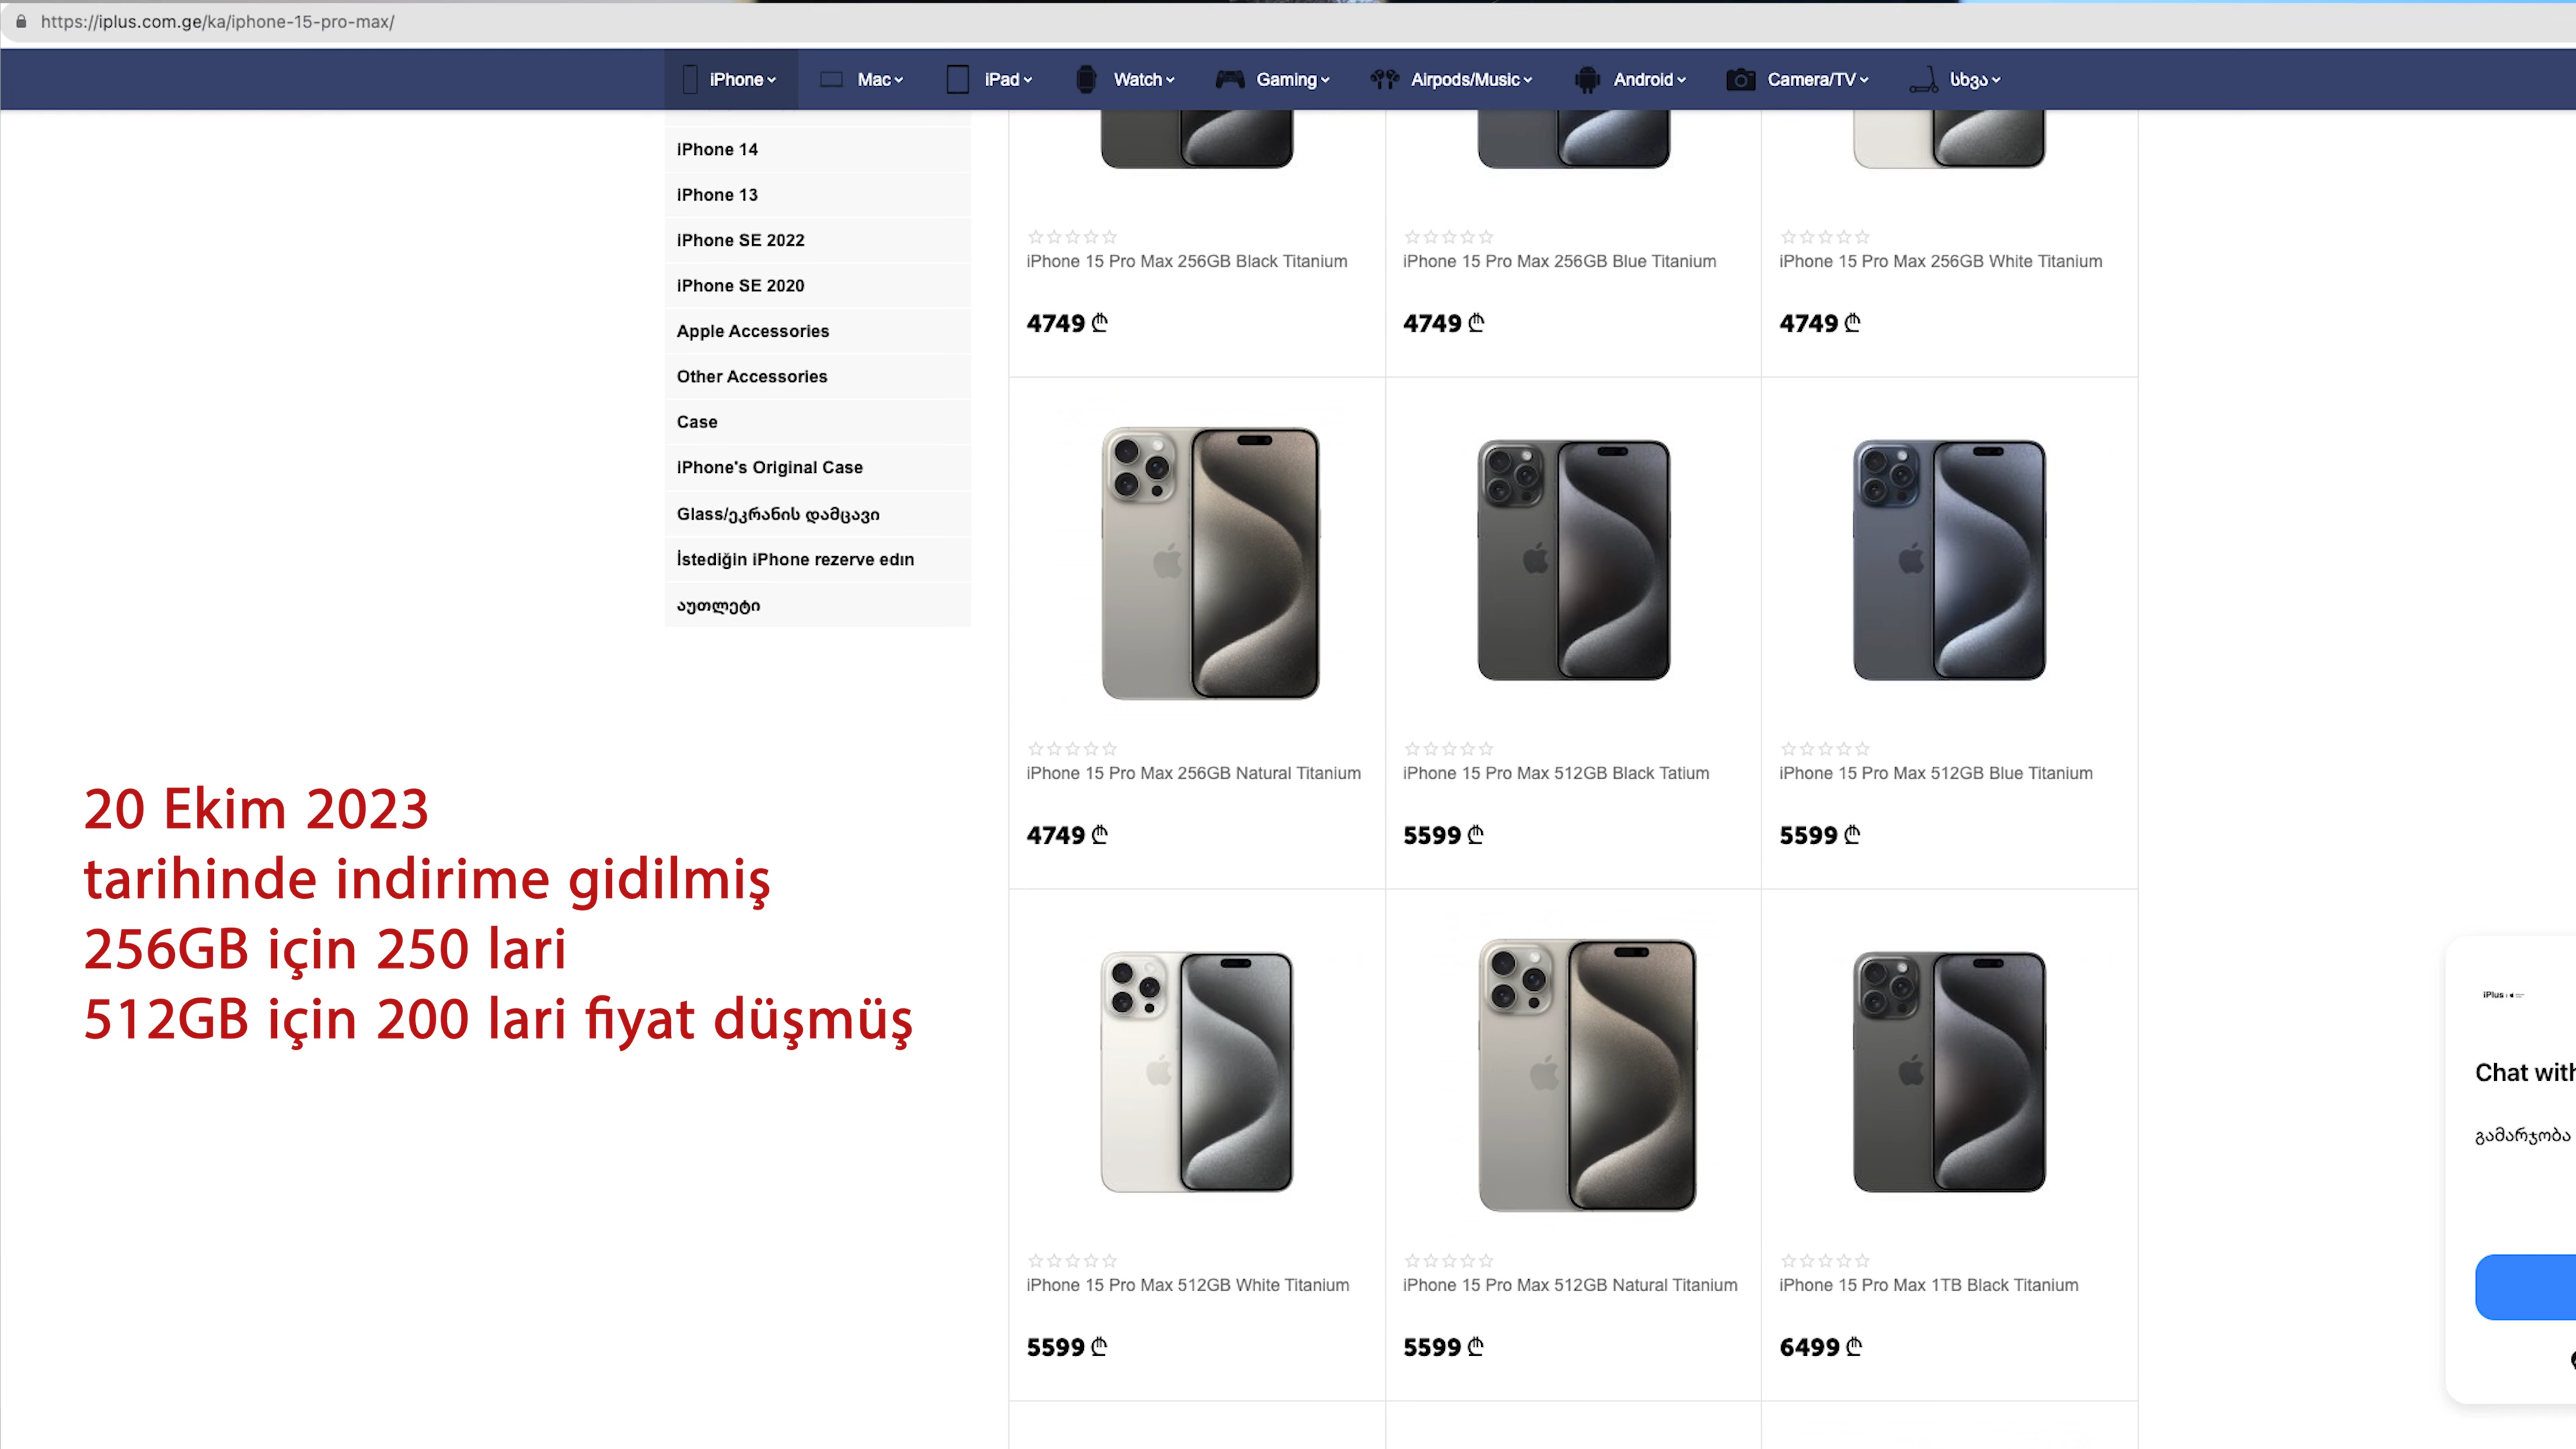 https://iplus.com.ge/ka/iphone-15-pro-max/
iPhone Mac iPad Watch Gaming Airpods/Music Android Camera/TV სხვა
iPhone 14
iPhone 13
iPhone SE 2022
iPhone SE 2020
Apple Accessories
Other Accessories
Case
iPhone's Original Case
Glass/ეკრანის დამცავი
İstediğin iPhone rezerve edın
აუთლეტი
iPhone 15 Pro Max 256GB Black Titanium
4749 ₾
iPhone 15 Pro Max 256GB Blue Titanium
4749 ₾
iPhone 15 Pro Max 256GB White Titanium
4749 ₾
iPhone 15 Pro Max 256GB Natural Titanium
4749 ₾
iPhone 15 Pro Max 512GB Black Tatium
5599 ₾
iPhone 15 Pro Max 512GB Blue Titanium
5599 ₾
iPhone 15 Pro Max 512GB White Titanium
5599 ₾
iPhone 15 Pro Max 512GB Natural Titanium
5599 ₾
iPhone 15 Pro Max 1TB Black Titanium
6499 ₾
20 Ekim 2023
tarihinde indirime gidilmiş
256GB için 250 lari
512GB için 200 lari fiyat düşmüş
iPlus
Chat with
გამარჯობა